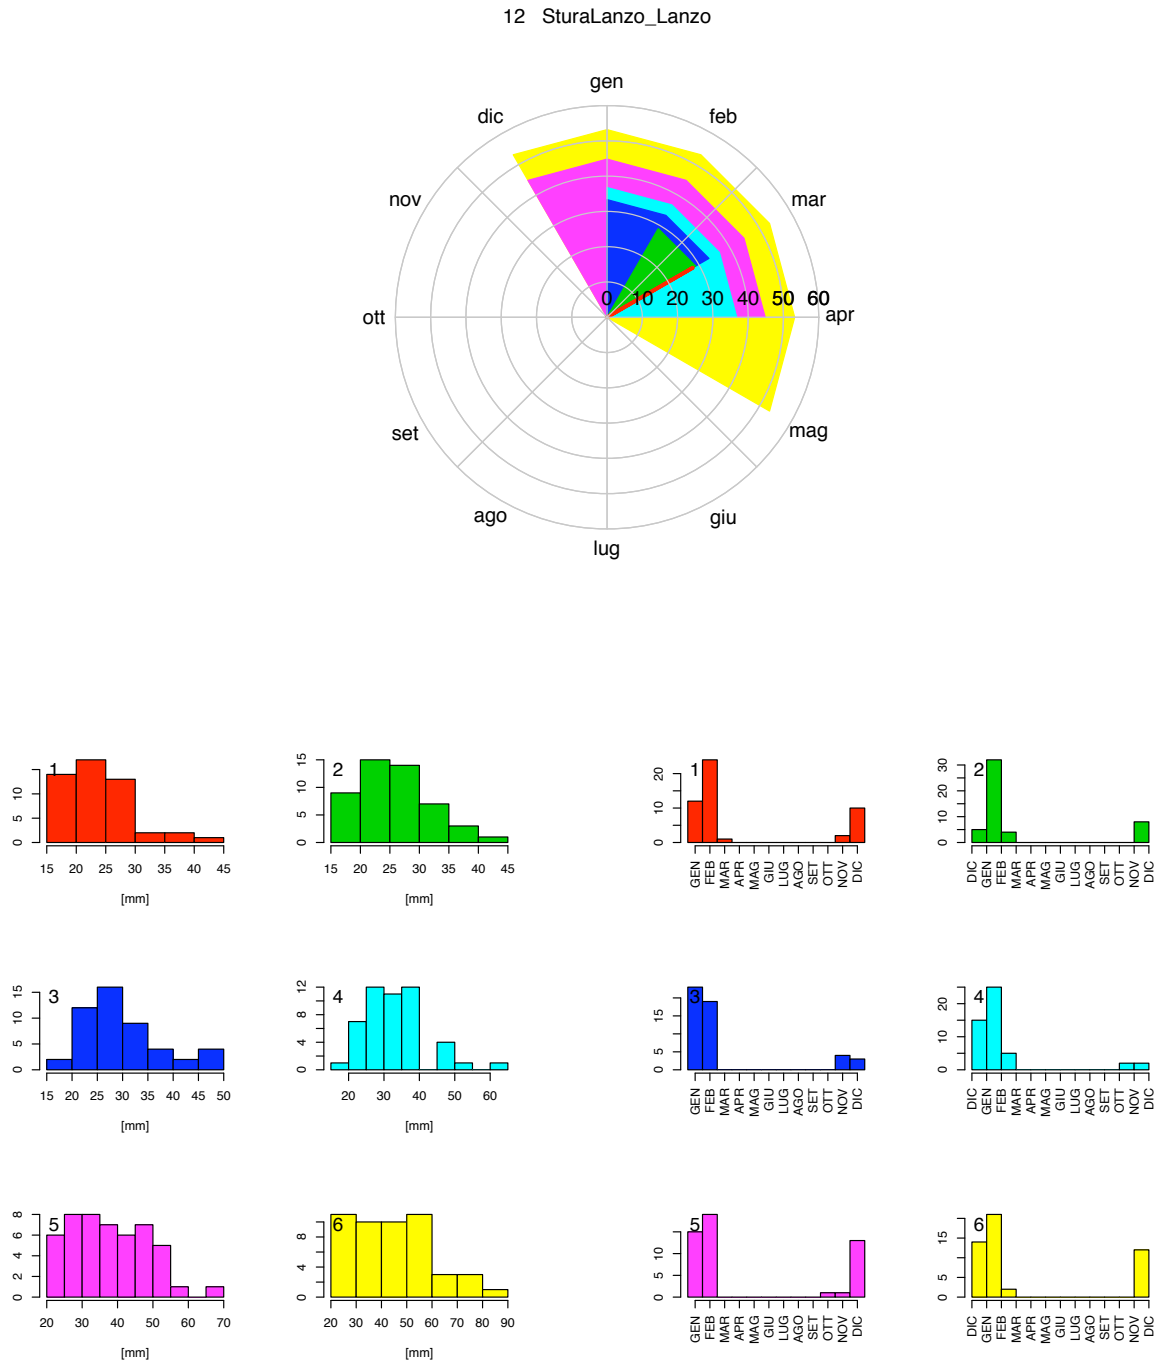 12 SturaLanzo_Lanzo
gen
dic feb
nov mar
0 10 20 30 40 50 60
ott apr
set mag
ago giu
lug
1
0 5 10
15 20 25 30 35 40 45
[mm]
2
0 5 10 15
15 20 25 30 35 40 45
[mm]
1
0 10 20
GEN FEB MAR APR MAG GIU LUG AGO SET OTT NOV DIC
2
0 10 20 30
DIC GEN FEB MAR APR MAG GIU LUG AGO SET OTT NOV DIC
3
0 5 10 15
15 20 25 30 35 40 45 50
[mm]
4
0 4 8 12
20 30 40 50 60
[mm]
3
0 5 15
GEN FEB MAR APR MAG GIU LUG AGO SET OTT NOV DIC
4
0 5 10 20
DIC GEN FEB MAR APR MAG GIU LUG AGO SET OTT NOV DIC
5
0 2 4 6 8
20 30 40 50 60 70
[mm]
6
0 4 8
20 30 40 50 60 70 80 90
[mm]
5
0 5 10
GEN FEB MAR APR MAG GIU LUG AGO SET OTT NOV DIC
6
0 5 15
DIC GEN FEB MAR APR MAG GIU LUG AGO SET OTT NOV DIC